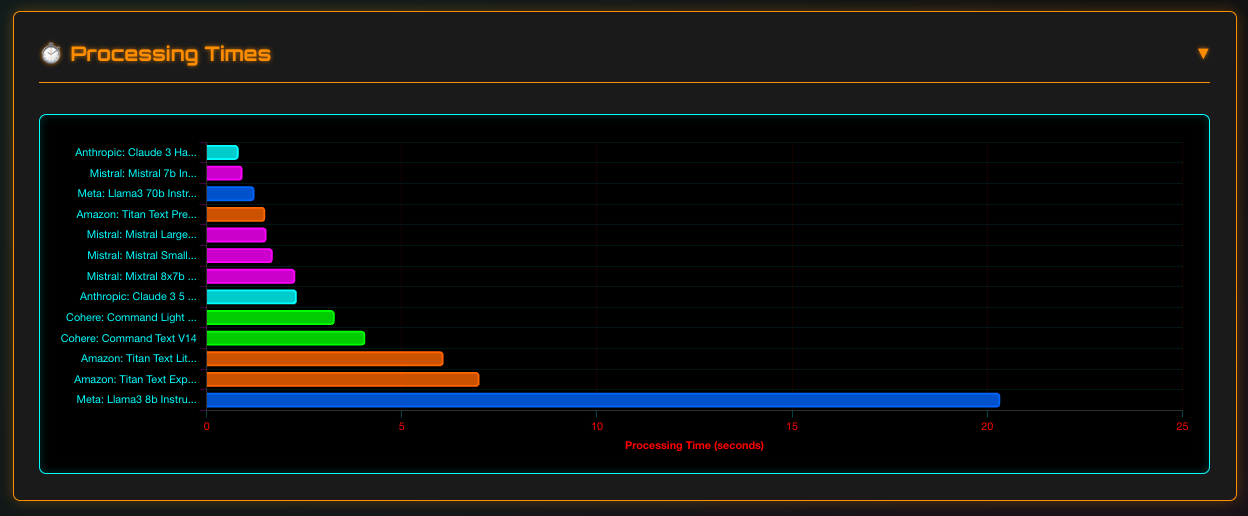 Processing Times
Anthropic: Claude 3 Ha...
Mistral: Mistral 7b In...
Meta: Llama3 70b Instr...
Amazon: Titan Text Pre...
Mistral: Mistral Large...
Mistral: Mistral Small...
Mistral: Mixtral 8x7b ...
Anthropic: Claude 3 5 ...
Cohere: Command Light ...
Cohere: Command Text V14
Amazon: Titan Text Lit...
Amazon: Titan Text Exp...
Meta: Llama3 8b Instru...
0 5 10 15 20 25
Processing Time (seconds)